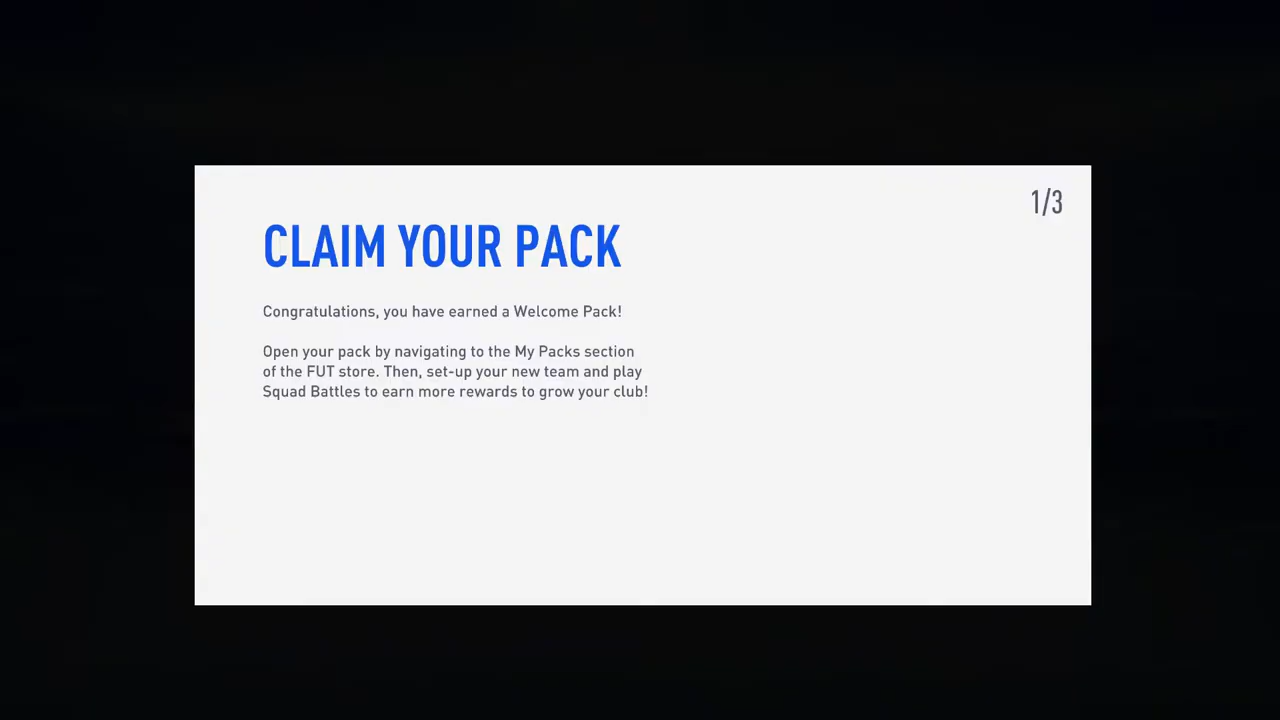 1/3
CLAIM YOUR PACK
Congratulations, you have earned a Welcome Pack!
Open your pack by navigating to the My Packs section
of the FUT store. Then, set-up your new team and play
Squad Battles to earn more rewards to grow your club!